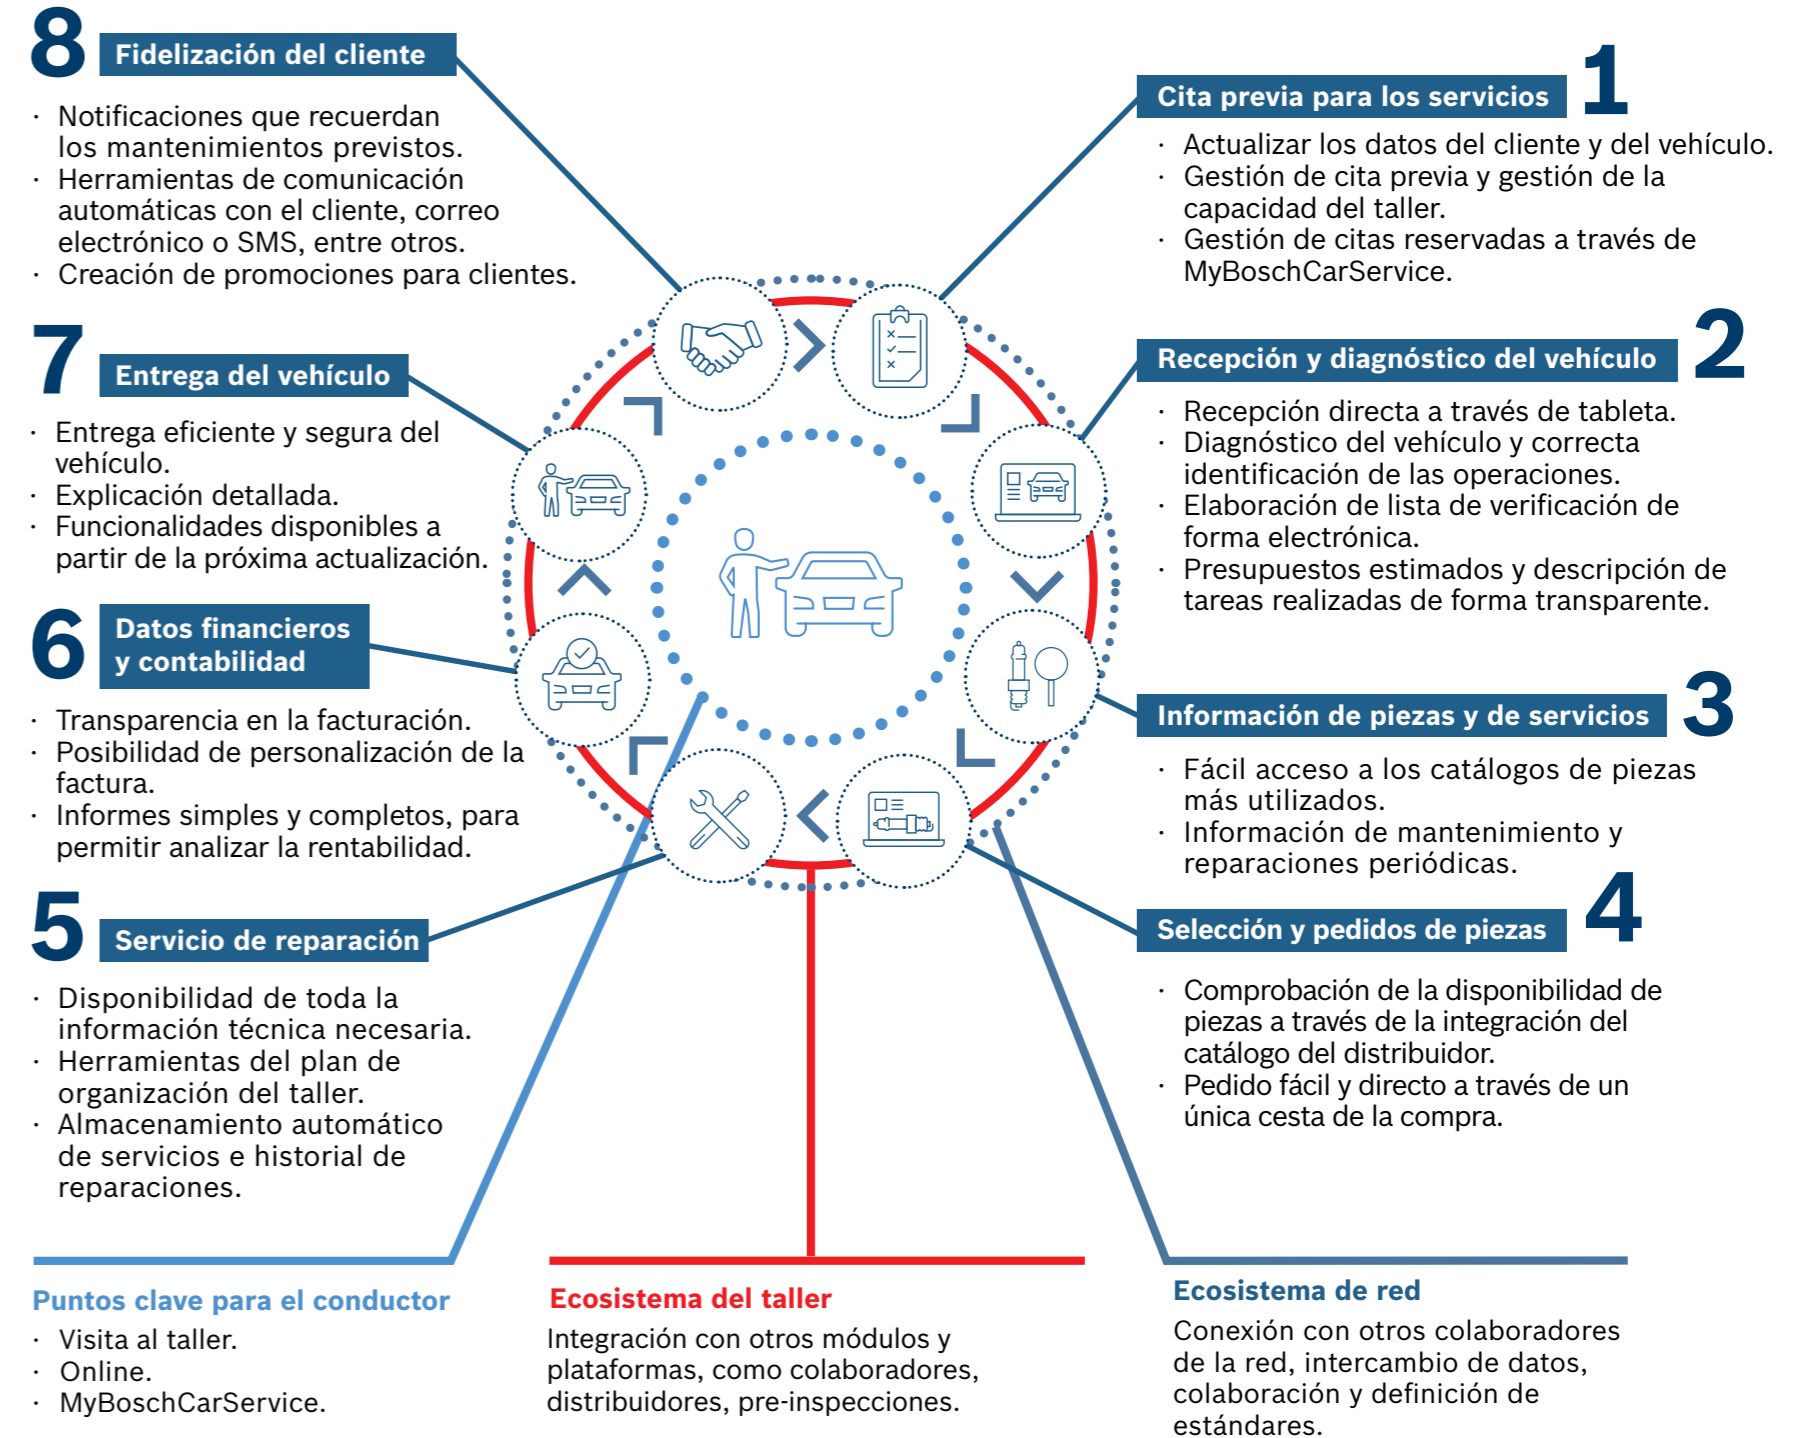 1
Cita previa para los servicios
· Actualizar los datos del cliente y del vehículo.
· Gestión de cita previa y gestión de la
capacidad del taller.
· Gestión de citas reservadas a través de
MyBoschCarService.
2
Recepción y diagnóstico del vehículo
· Recepción directa a través de tableta.
· Diagnóstico del vehículo y correcta
identificación de las operaciones.
· Elaboración de lista de verificación de
forma electrónica.
· Presupuestos estimados y descripción de
tareas realizadas de forma transparente.
3
Información de piezas y de servicios
· Fácil acceso a los catálogos de piezas
más utilizados.
· Información de mantenimiento y
reparaciones periódicas.
4
Selección y pedidos de piezas
· Comprobación de la disponibilidad de
piezas a través de la integración del
catálogo del distribuidor.
· Pedido fácil y directo a través de un
única cesta de la compra.
5
Servicio de reparación
· Disponibilidad de toda la
información técnica necesaria.
· Herramientas del plan de
organización del taller.
· Almacenamiento automático
de servicios e historial de
reparaciones.
6
Datos financieros
y contabilidad
· Transparencia en la facturación.
· Posibilidad de personalización de la
factura.
· Informes simples y completos, para
permitir analizar la rentabilidad.
7
Entrega del vehículo
· Entrega eficiente y segura del
vehículo.
· Explicación detallada.
· Funcionalidades disponibles a
partir de la próxima actualización.
8
Fidelización del cliente
· Notificaciones que recuerdan
los mantenimientos previstos.
· Herramientas de comunicación
automáticas con el cliente, correo
electrónico o SMS, entre otros.
· Creación de promociones para clientes.
Puntos clave para el conductor
· Visita al taller.
· Online.
· MyBoschCarService.
Ecosistema del taller
Integración con otros módulos y
plataformas, como colaboradores,
distribuidores, pre-inspecciones.
Ecosistema de red
Conexión con otros colaboradores
de la red, intercambio de datos,
colaboración y definición de
estándares.